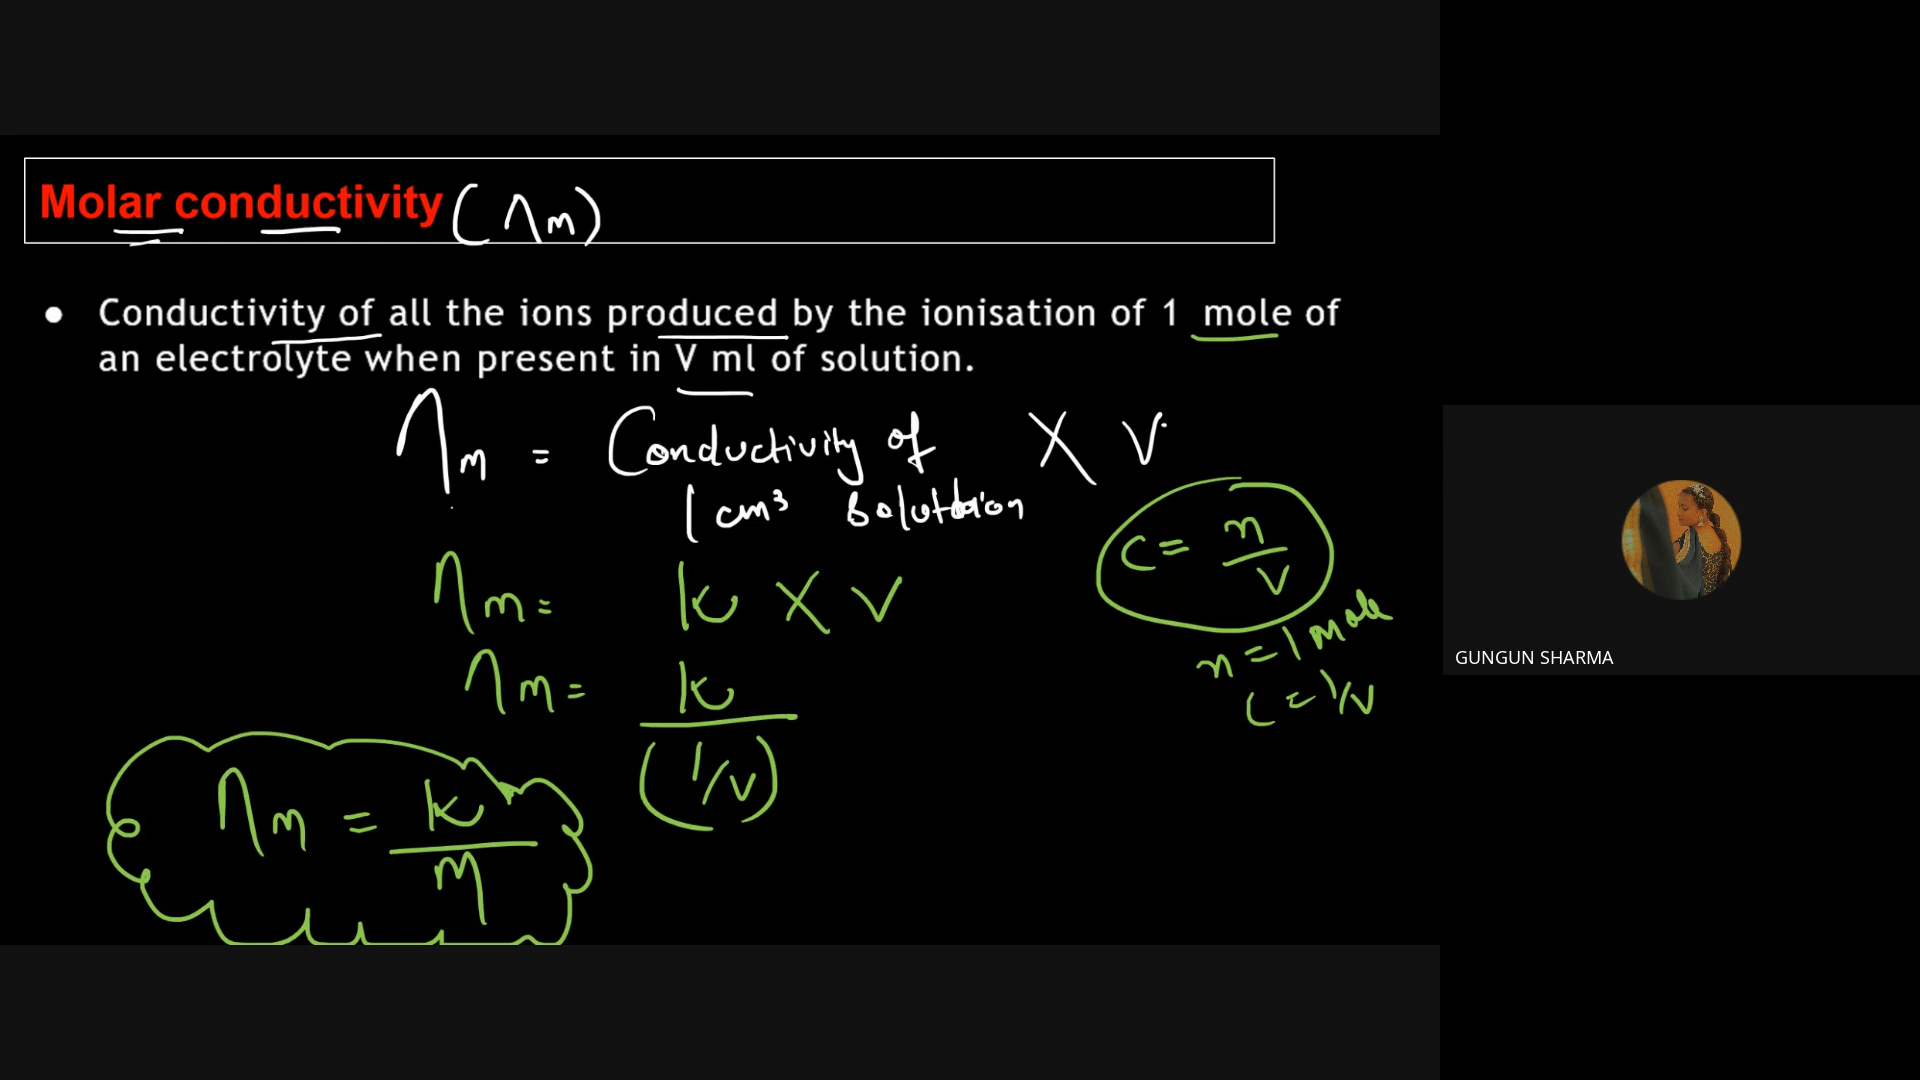 Molar conductivity (Λm)
● Conductivity of all the ions produced by the ionisation of 1 mole of
an electrolyte when present in V ml of solution.
Λm = Conductivity of X V
1 cm³ Solution
C = n/V
Λm = k X V
n = 1 mole
Λm = k/(1/V)
C = 1/V
Λm = k/M
GUNGUN SHARMA